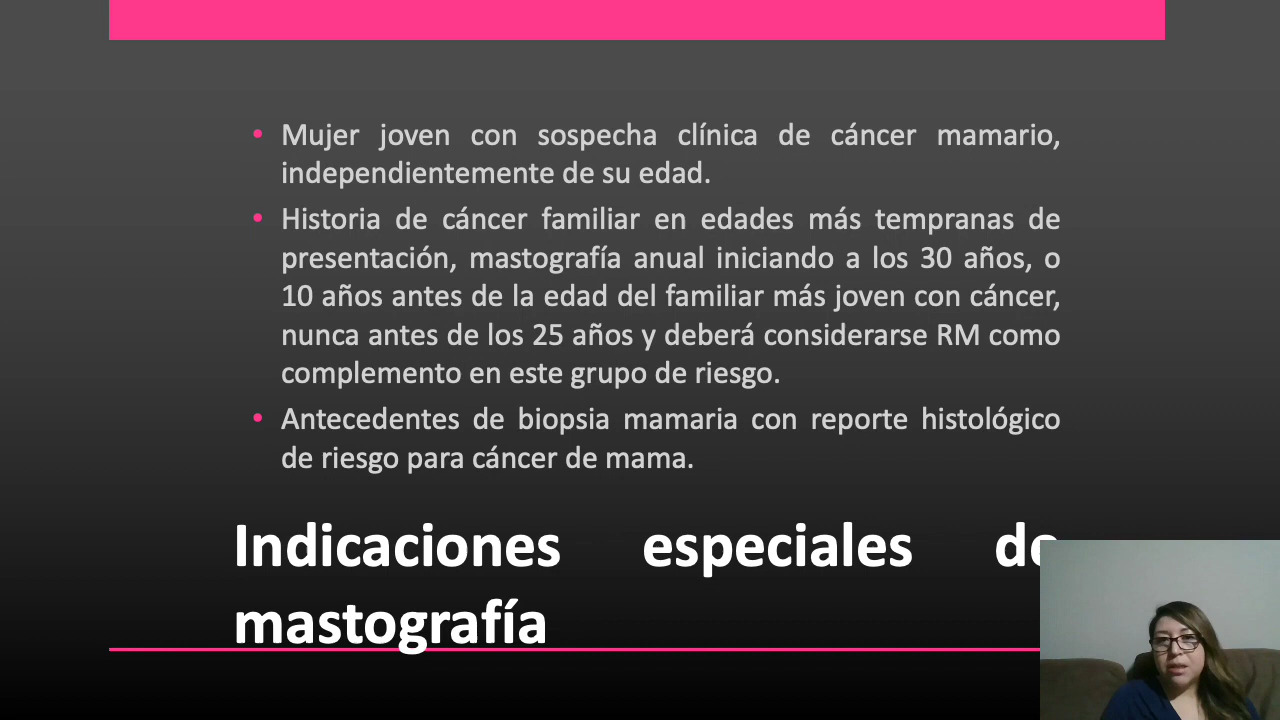 • Mujer joven con sospecha clínica de cáncer mamario,
independientemente de su edad.
• Historia de cáncer familiar en edades más tempranas de
presentación, mastografía anual iniciando a los 30 años, o
10 años antes de la edad del familiar más joven con cáncer,
nunca antes de los 25 años y deberá considerarse RM como
complemento en este grupo de riesgo.
• Antecedentes de biopsia mamaria con reporte histológico
de riesgo para cáncer de mama.
Indicaciones especiales de
mastografía